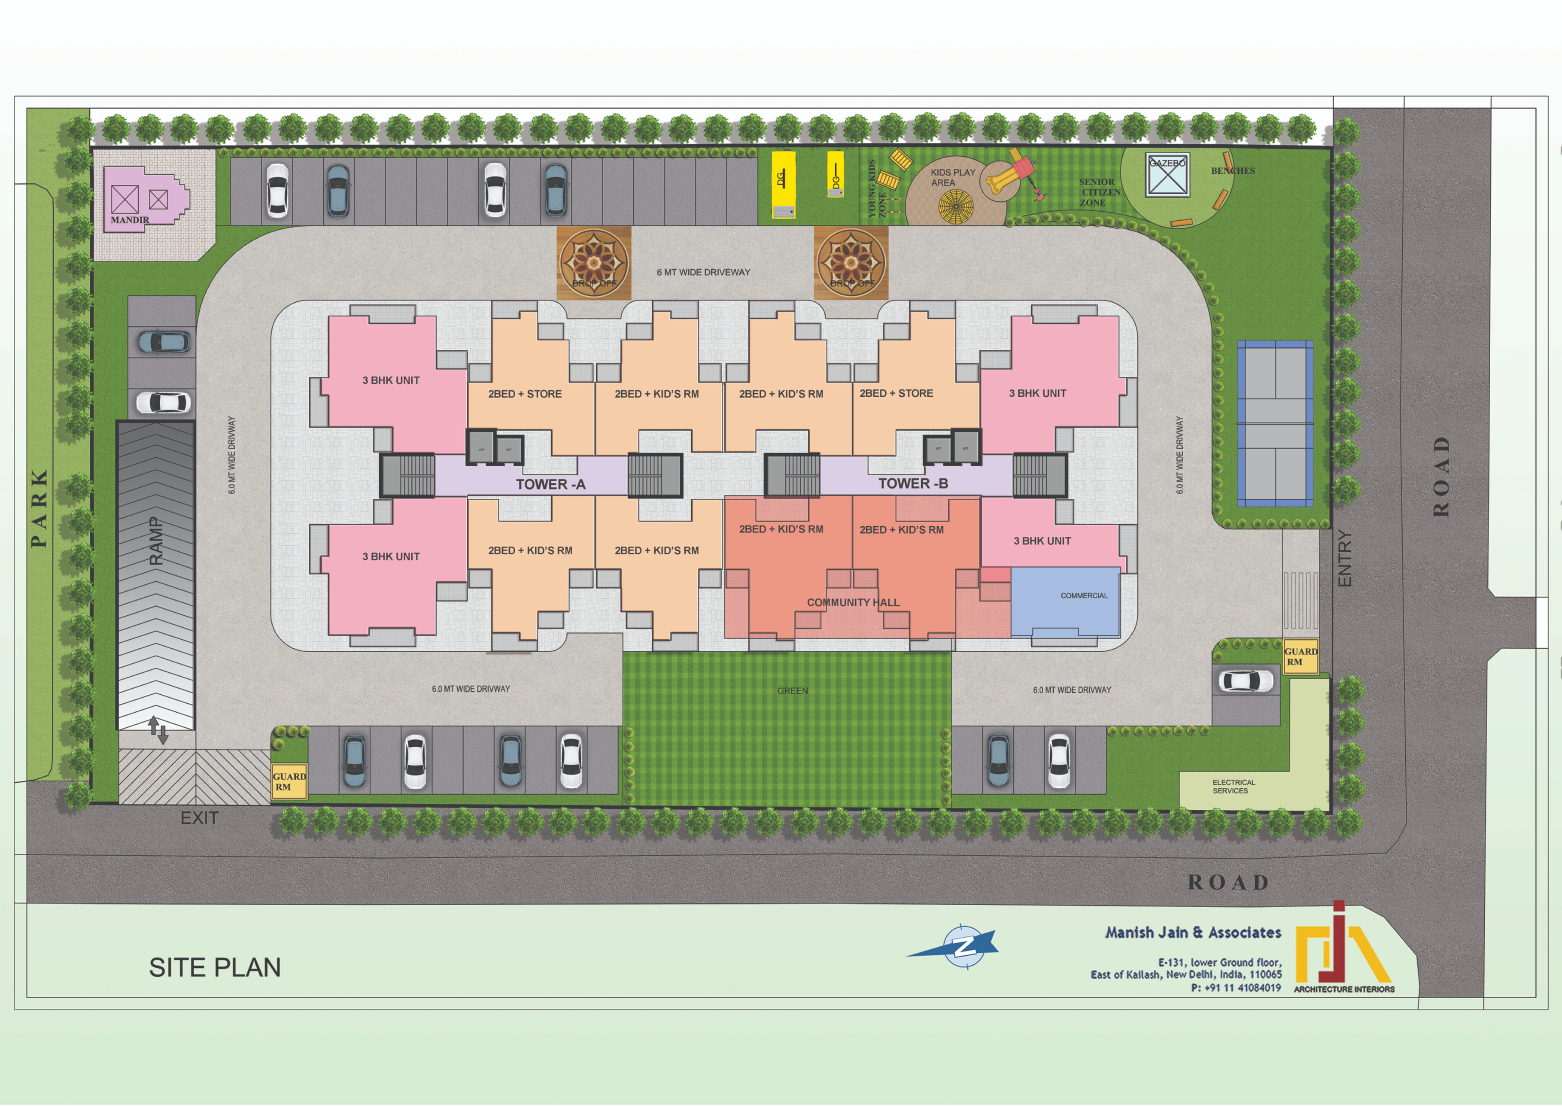 MANDIR
DG
DG
YOUNG KIDS
ZONE
KIDS PLAY
AREA
SENIOR
CITIZEN
ZONE
GAZEBO
BENCHES
DROP OFF
6 MT WIDE DRIVEWAY
DROP OFF
3 BHK UNIT
2BED + STORE
2BED + KID'S RM
2BED + KID'S RM
2BED + STORE
3 BHK UNIT
6.0 MT WIDE DRIVWAY
6.0 MT WIDE DRIVWAY
PARK
RAMP
TOWER -A
TOWER -B
ROAD
3 BHK UNIT
2BED + KID'S RM
2BED + KID'S RM
2BED + KID'S RM
2BED + KID'S RM
3 BHK UNIT
ENTRY
COMMUNITY HALL
COMMERCIAL
GUARD
RM
6.0 MT WIDE DRIVWAY
GREEN
6.0 MT WIDE DRIVWAY
GUARD
RM
ELECTRICAL
SERVICES
EXIT
ROAD
SITE PLAN
N
Manish Jain & Associates
E-131, lower Ground floor,
East of Kailash, New Delhi, India, 110065
P: +91 11 41084019
ARCHITECTURE INTERIORS